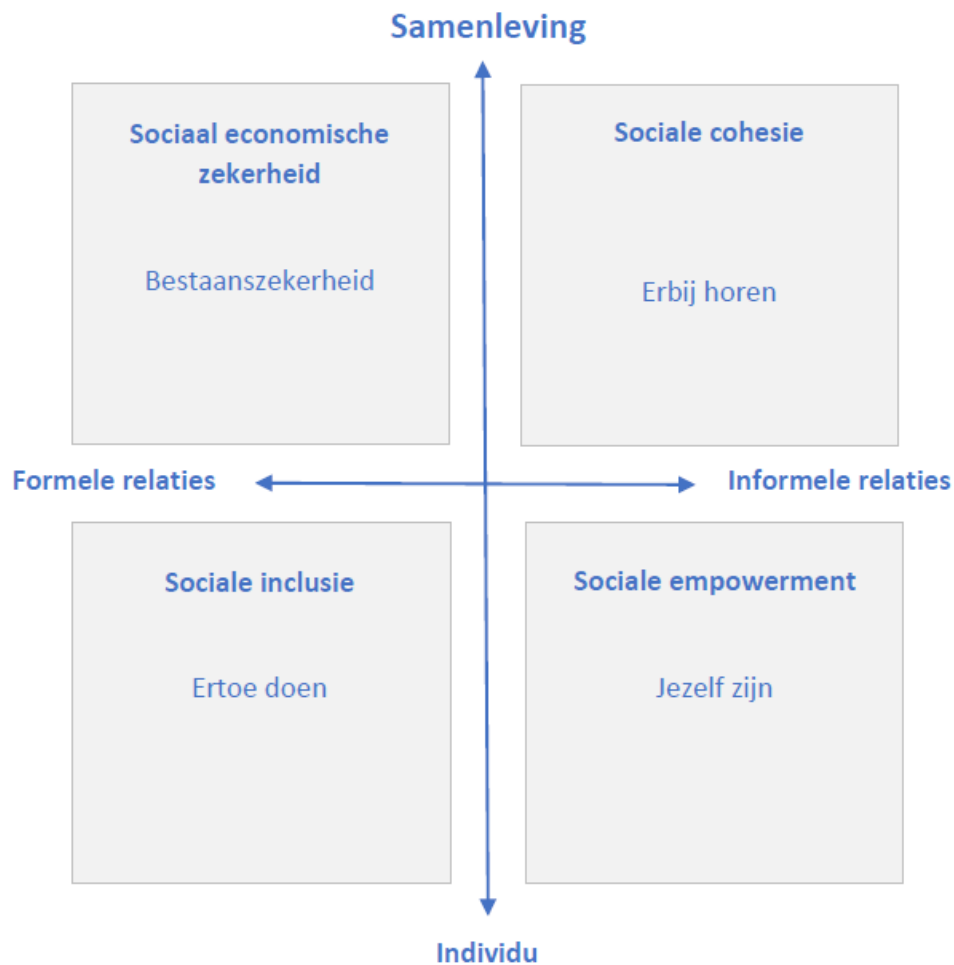 Samenleving
Sociaal economische
zekerheid
Bestaanszekerheid
Sociale cohesie
Erbij horen
Formele relaties
Informele relaties
Sociale inclusie
Ertoe doen
Sociale empowerment
Jezelf zijn
Individu